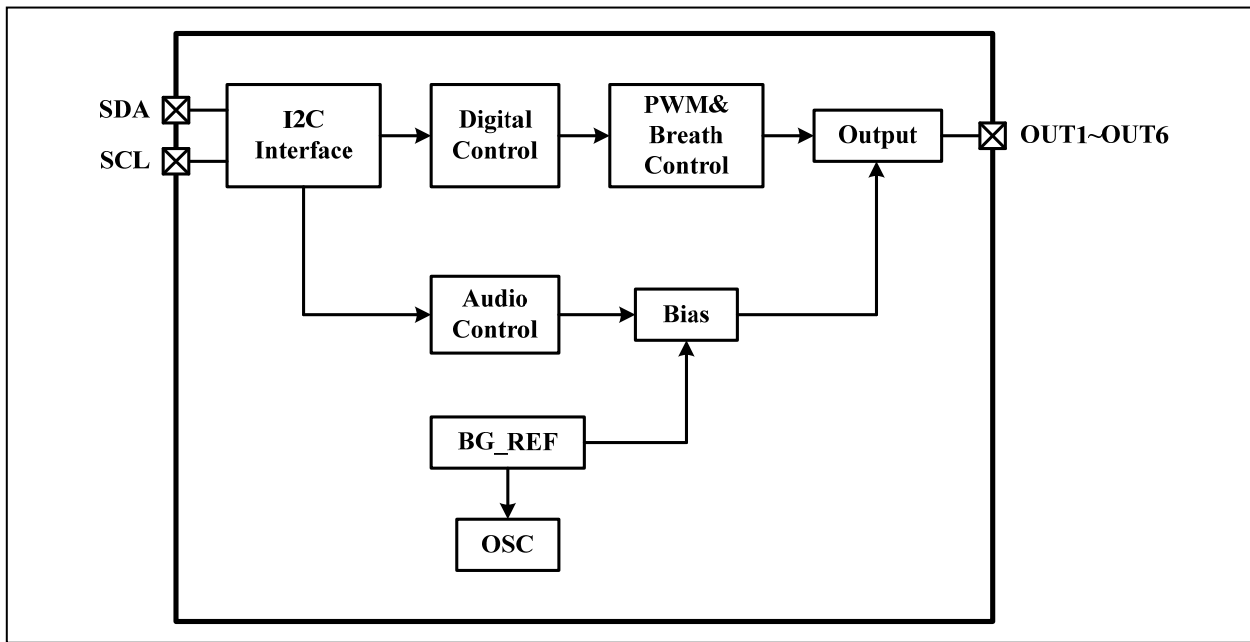 SDA
SCL
I2C
Interface
Digital
Control
PWM&
Breath
Control
Output
OUT1~OUT6
Audio
Control
Bias
BG_REF
OSC